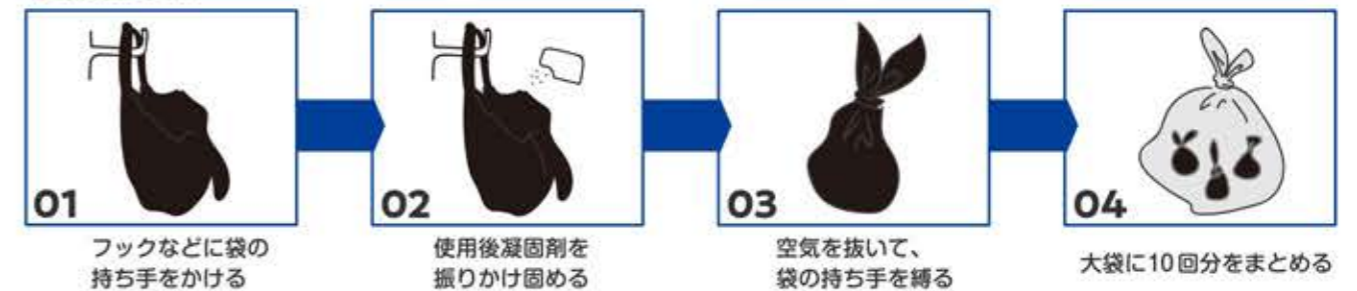 01
フックなどに袋の
持ち手をかける
02
使用後凝固剤を
振りかけ固める
03
空気を抜いて、
袋の持ち手を縛る
04
大袋に10回分をまとめる